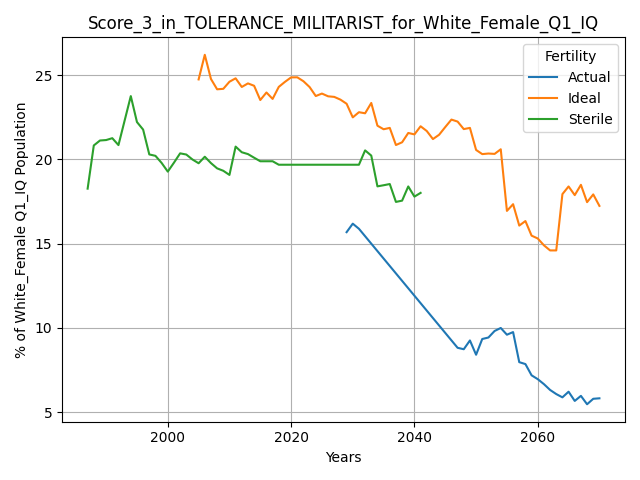 Score_3_in_TOLERANCE_MILITARIST_for_White_Female_Q1_IQ
% of White_Female Q1_IQ Population
25
20
15
10
5
Fertility
Actual
Ideal
Sterile
2000
2020
2040
2060
Years